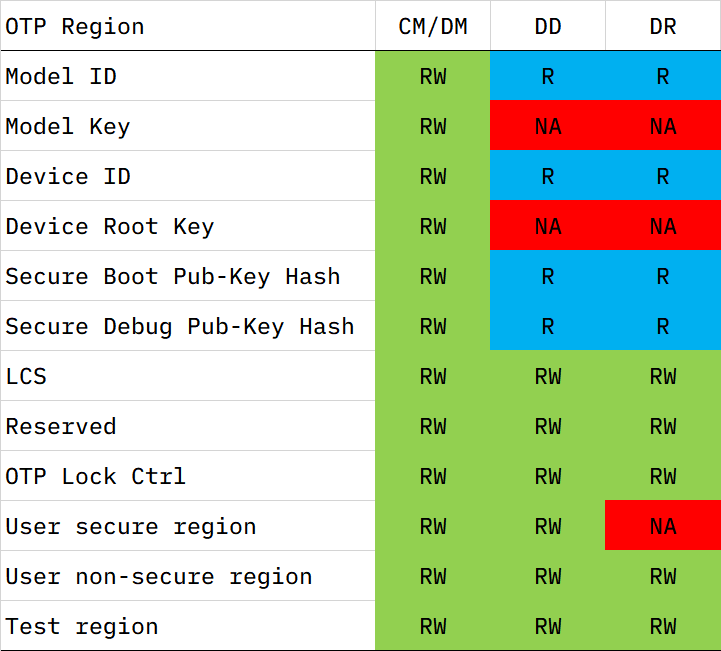 OTP Region CM/DM DD DR
Model ID RW R R
Model Key RW NA NA
Device ID RW R R
Device Root Key RW NA NA
Secure Boot Pub-Key Hash RW R R
Secure Debug Pub-Key Hash RW R R
LCS RW RW RW
Reserved RW RW RW
OTP Lock Ctrl RW RW RW
User secure region RW RW NA
User non-secure region RW RW RW
Test region RW RW RW